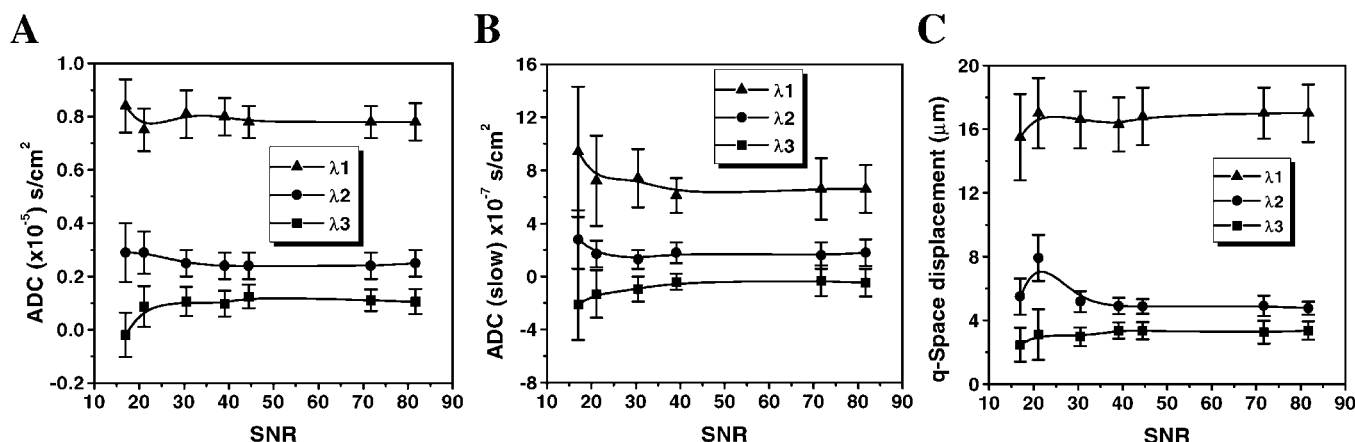 A
ADC (x10⁻⁵) s/cm²
1.0
0.8
0.6
0.4
0.2
0.0
-0.2
λ1
λ2
λ3
10 20 30 40 50 60 70 80 90
SNR
B
ADC (slow) x10⁻⁷ s/cm²
16
12
8
4
0
-4
-8
λ1
λ2
λ3
10 20 30 40 50 60 70 80 90
SNR
C
q-Space displacement (μm)
20
16
12
8
4
0
λ1
λ2
λ3
10 20 30 40 50 60 70 80 90
SNR